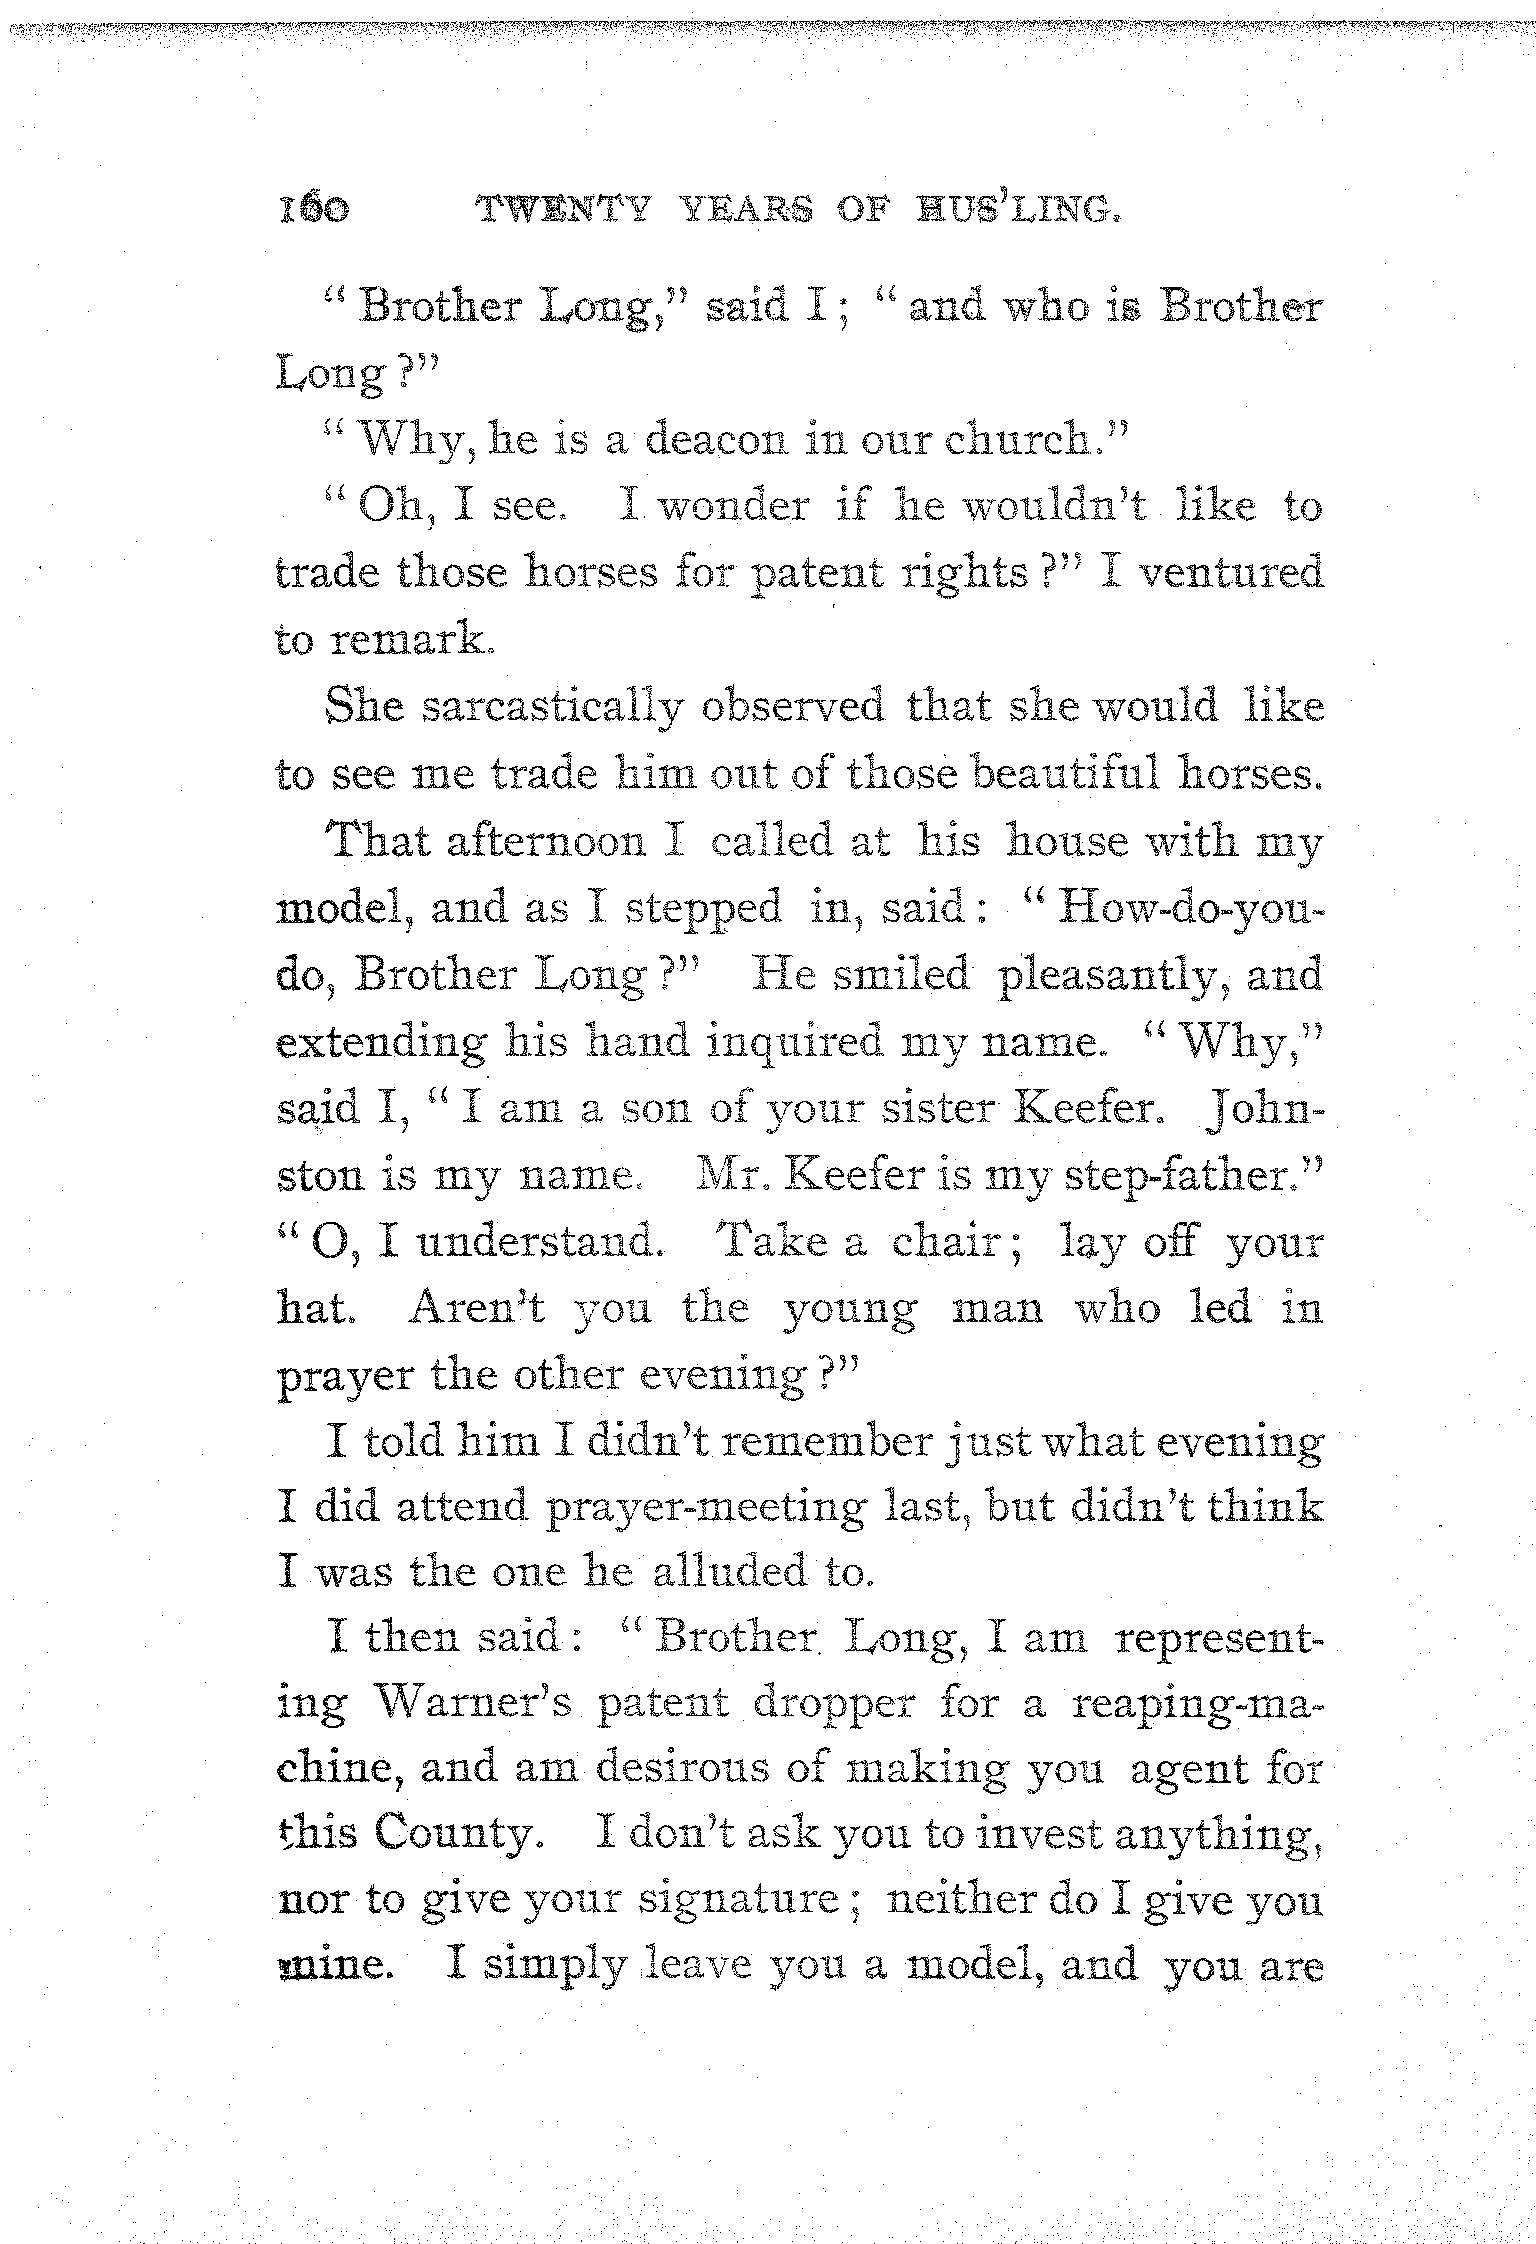 160 TWENTY YEARS OF HUS'LING.
" Brother Long," said I; " and who is Brother
Long ?"
" Why, he is a deacon in our church."
" Oh, I see. I wonder if he wouldn't like to
trade those horses for patent rights ?" I ventured
to remark.
She sarcastically observed that she would like
to see me trade him out of those beautiful horses.
That afternoon I called at his house with my
model, and as I stepped in, said: " How-do-you-
do, Brother Long ?" He smiled pleasantly, and
extending his hand inquired my name. " Why,"
said I, " I am a son of your sister Keefer. John-
ston is my name. Mr. Keefer is my step-father."
" O, I understand. Take a chair; lay off your
hat. Aren't you the young man who led in
prayer the other evening ?"
I told him I didn't remember just what evening
I did attend prayer-meeting last, but didn't think
I was the one he alluded to.
I then said: " Brother Long, I am represent-
ing Warner's patent dropper for a reaping-ma-
chine, and am desirous of making you agent for
this County. I don't ask you to invest anything,
nor to give your signature; neither do I give you
mine. I simply leave you a model, and you are